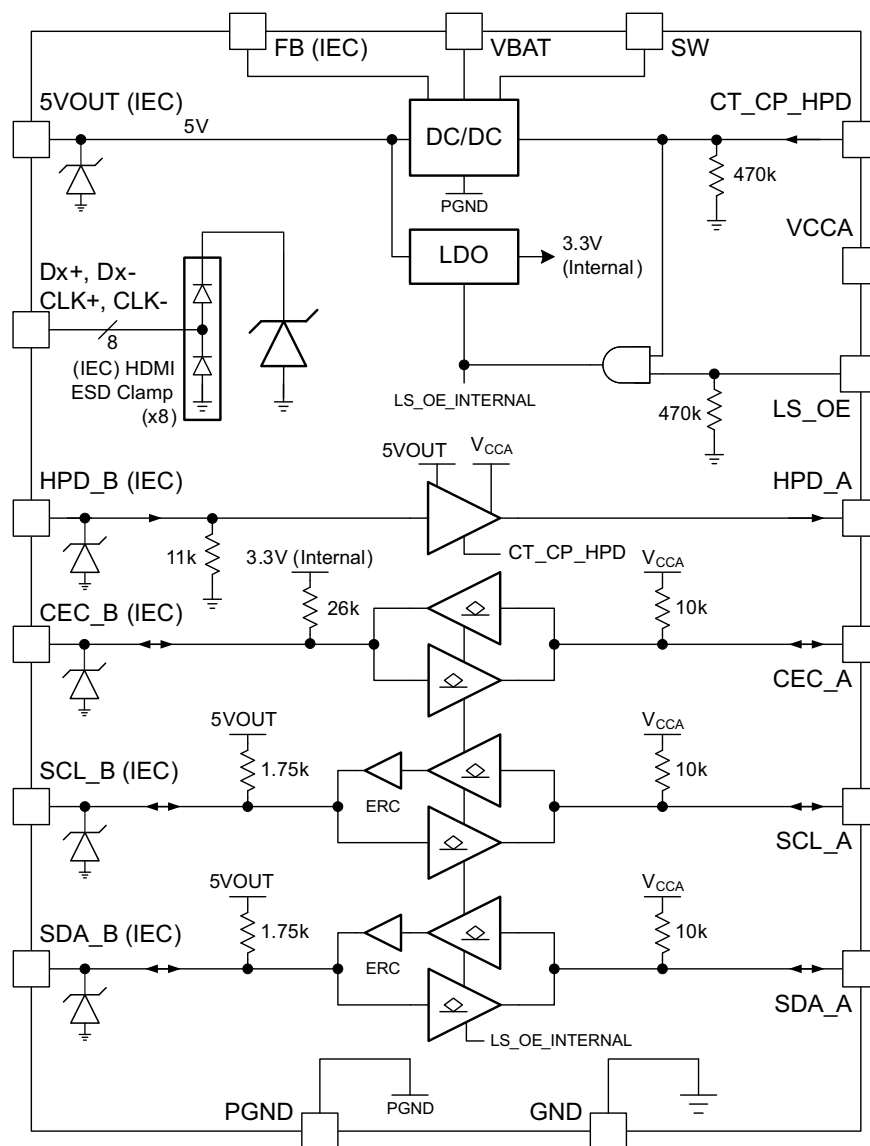 FB (IEC)
VBAT
SW
5VOUT (IEC)
5V
DC/DC
CT_CP_HPD
470k
PGND
VCCA
LDO
3.3V
(Internal)
Dx+, Dx-
CLK+, CLK-
8
(IEC) HDMI
ESD Clamp
(x8)
LS_OE_INTERNAL
470k
LS_OE
5VOUT
VCCA
HPD_B (IEC)
HPD_A
11k
3.3V (Internal)
CT_CP_HPD
VCCA
26k
10k
CEC_B (IEC)
CEC_A
5VOUT
VCCA
SCL_B (IEC)
1.75k
10k
ERC
SCL_A
5VOUT
VCCA
SDA_B (IEC)
1.75k
10k
ERC
SDA_A
LS_OE_INTERNAL
PGND
PGND
GND